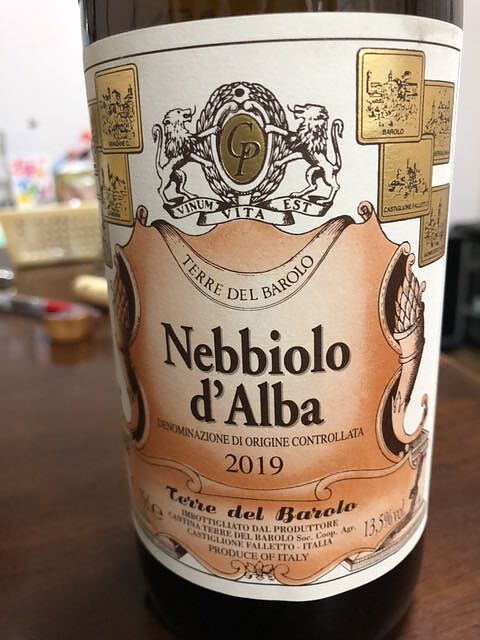 BAROLO
CASTIGLIONE FALLETTO
CP
VINUM VITA EST
TERRE DEL BAROLO
Nebbiolo
d'Alba
DENOMINAZIONE DI ORIGINE CONTROLLATA
2019
Terre del Barolo
IMBOTTIGLIATO DAL PRODUTTORE
CANTINA TERRE DEL BAROLO Soc. Coop. Agr.
CASTIGLIONE FALLETTO - ITALIA
PRODUCE OF ITALY
13,5% vol